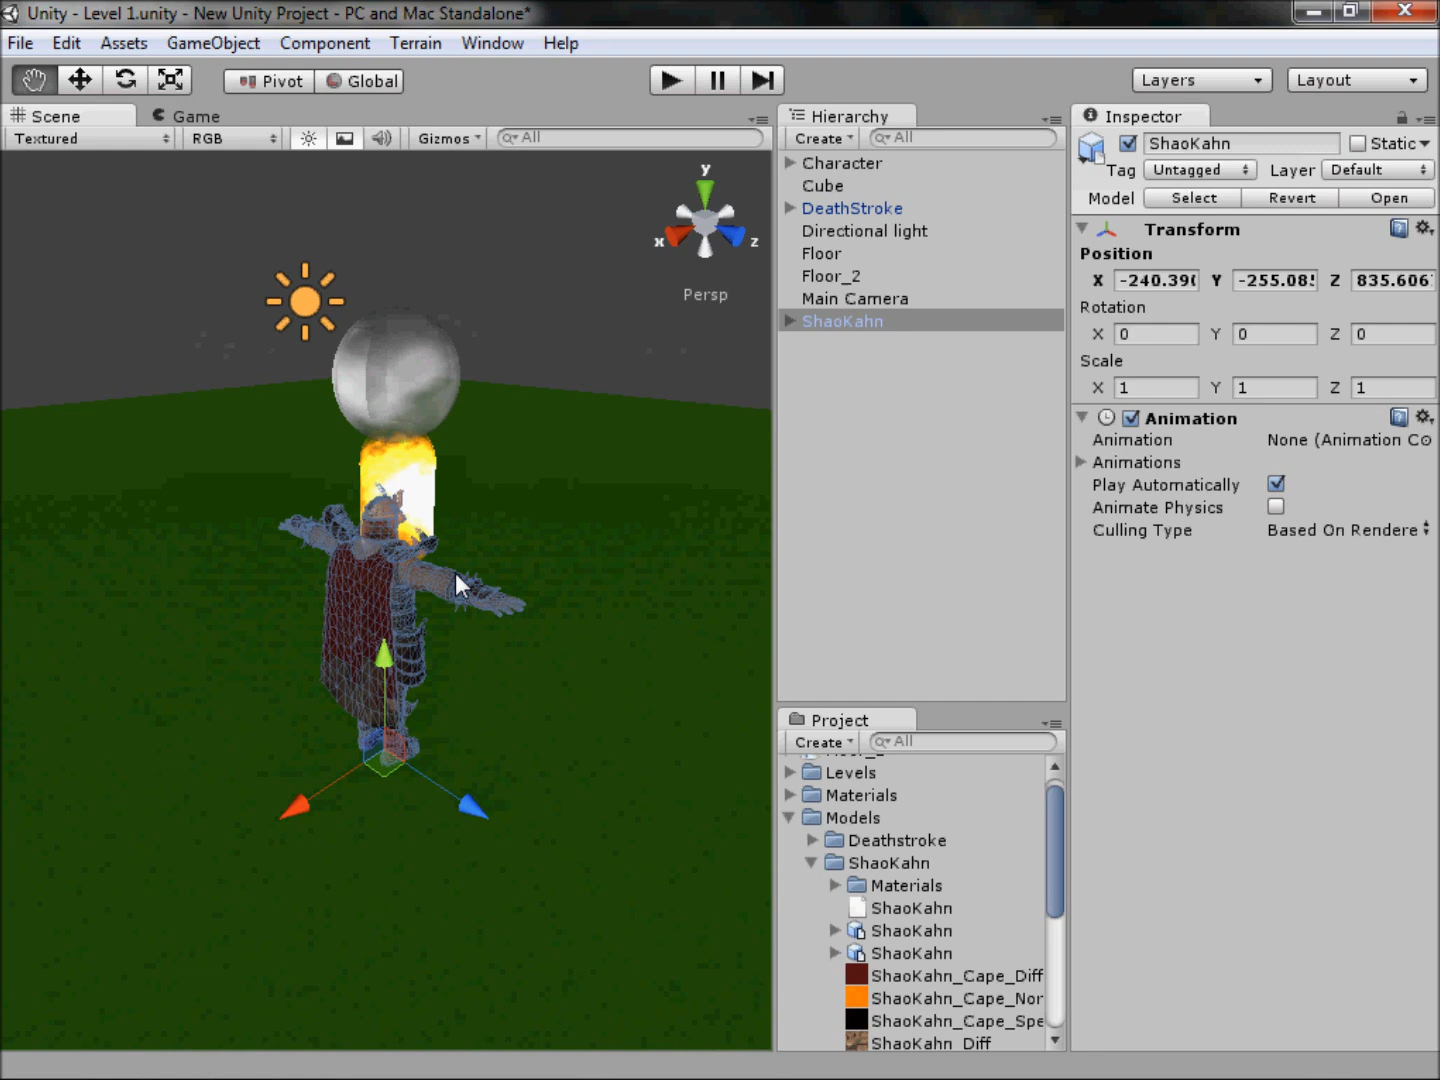 Unity - Level 1.unity - New Unity Project - PC and Mac Standalone*
File Edit Assets GameObject Component Terrain Window Help
Pivot Global Layers Layout
Scene Game
Textured RGB Gizmos All
y
x z
Persp
Hierarchy
Create All
Character
Cube
DeathStroke
Directional light
Floor
Floor_2
Main Camera
ShaoKahn
Project
Create All
Levels
Materials
Models
Deathstroke
ShaoKahn
Materials
ShaoKahn
ShaoKahn
ShaoKahn
ShaoKahn_Cape_Diff
ShaoKahn_Cape_Nor
ShaoKahn_Cape_Spe
ShaoKahn_Diff
Inspector
ShaoKahn Static
Tag Untagged Layer Default
Model Select Revert Open
Transform
Position
X -240.39 Y -255.08 Z 835.606
Rotation
X 0 Y 0 Z 0
Scale
X 1 Y 1 Z 1
Animation
Animation None (Animation C
Animations
Play Automatically
Animate Physics
Culling Type Based On Rendere